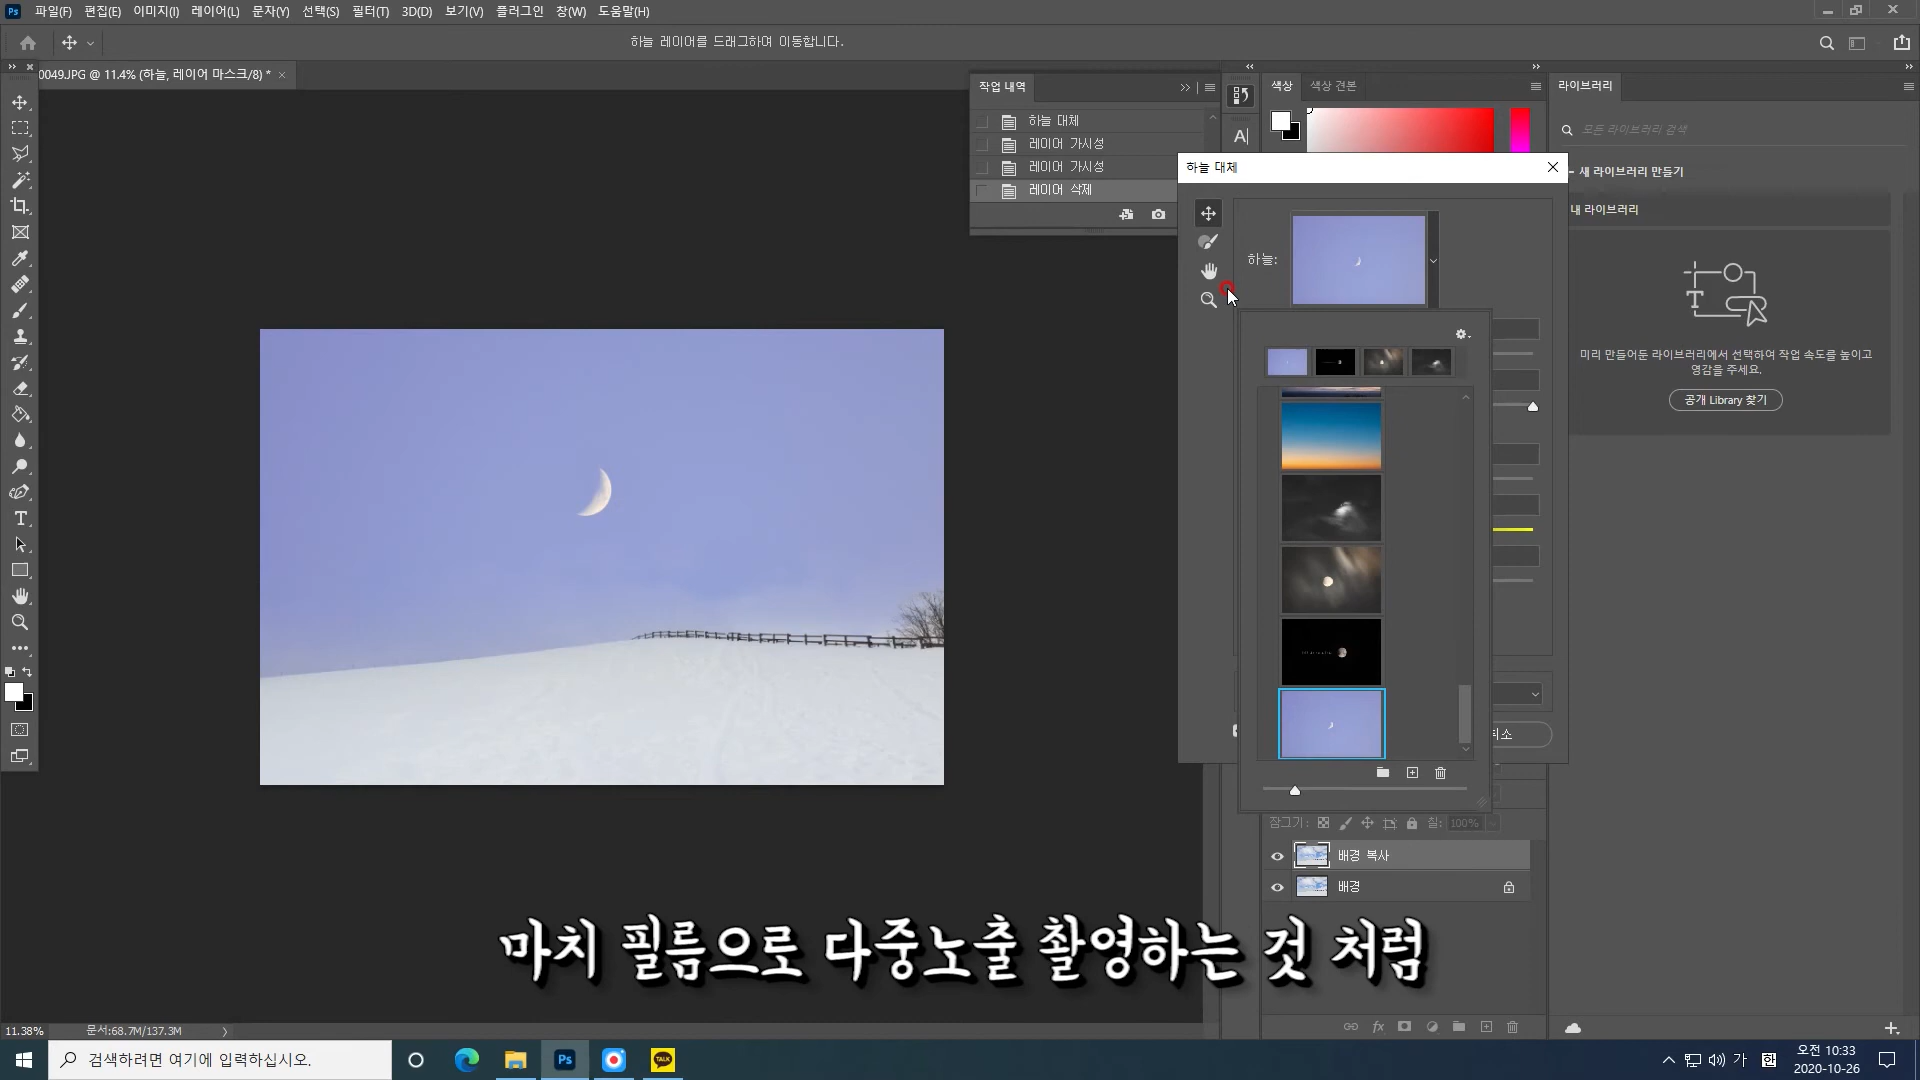 Ps 파일(F) 편집(E) 이미지(I) 레이어(L) 문자(Y) 선택(S) 필터(T) 3D(D) 보기(V) 플러그인 창(W) 도움말(H)
하늘 레이어를 드래그하여 이동합니다.
0049.JPG @ 11.4% (하늘, 레이어 마스크/8) *
작업 내역
색상 색상 견본
라이브러리
하늘 대체
레이어 가시성
레이어 가시성
레이어 삭제
모든 라이브러리 검색
하늘 대체
새 라이브러리 만들기
내 라이브러리
하늘:
미리 만들어둔 라이브러리에서 선택하여 작업 속도를 높이고
영감을 주세요.
공개 Library 찾기
잠그기: 칠: 100%
배경 복사
배경
fx
마치 필름으로 다중노출 촬영하는 것 처럼
11.38% 문서:68.7M/137.3M
검색하려면 여기에 입력하십시오.
Ps
TALK
가
한
오전 10:33
2020-10-26